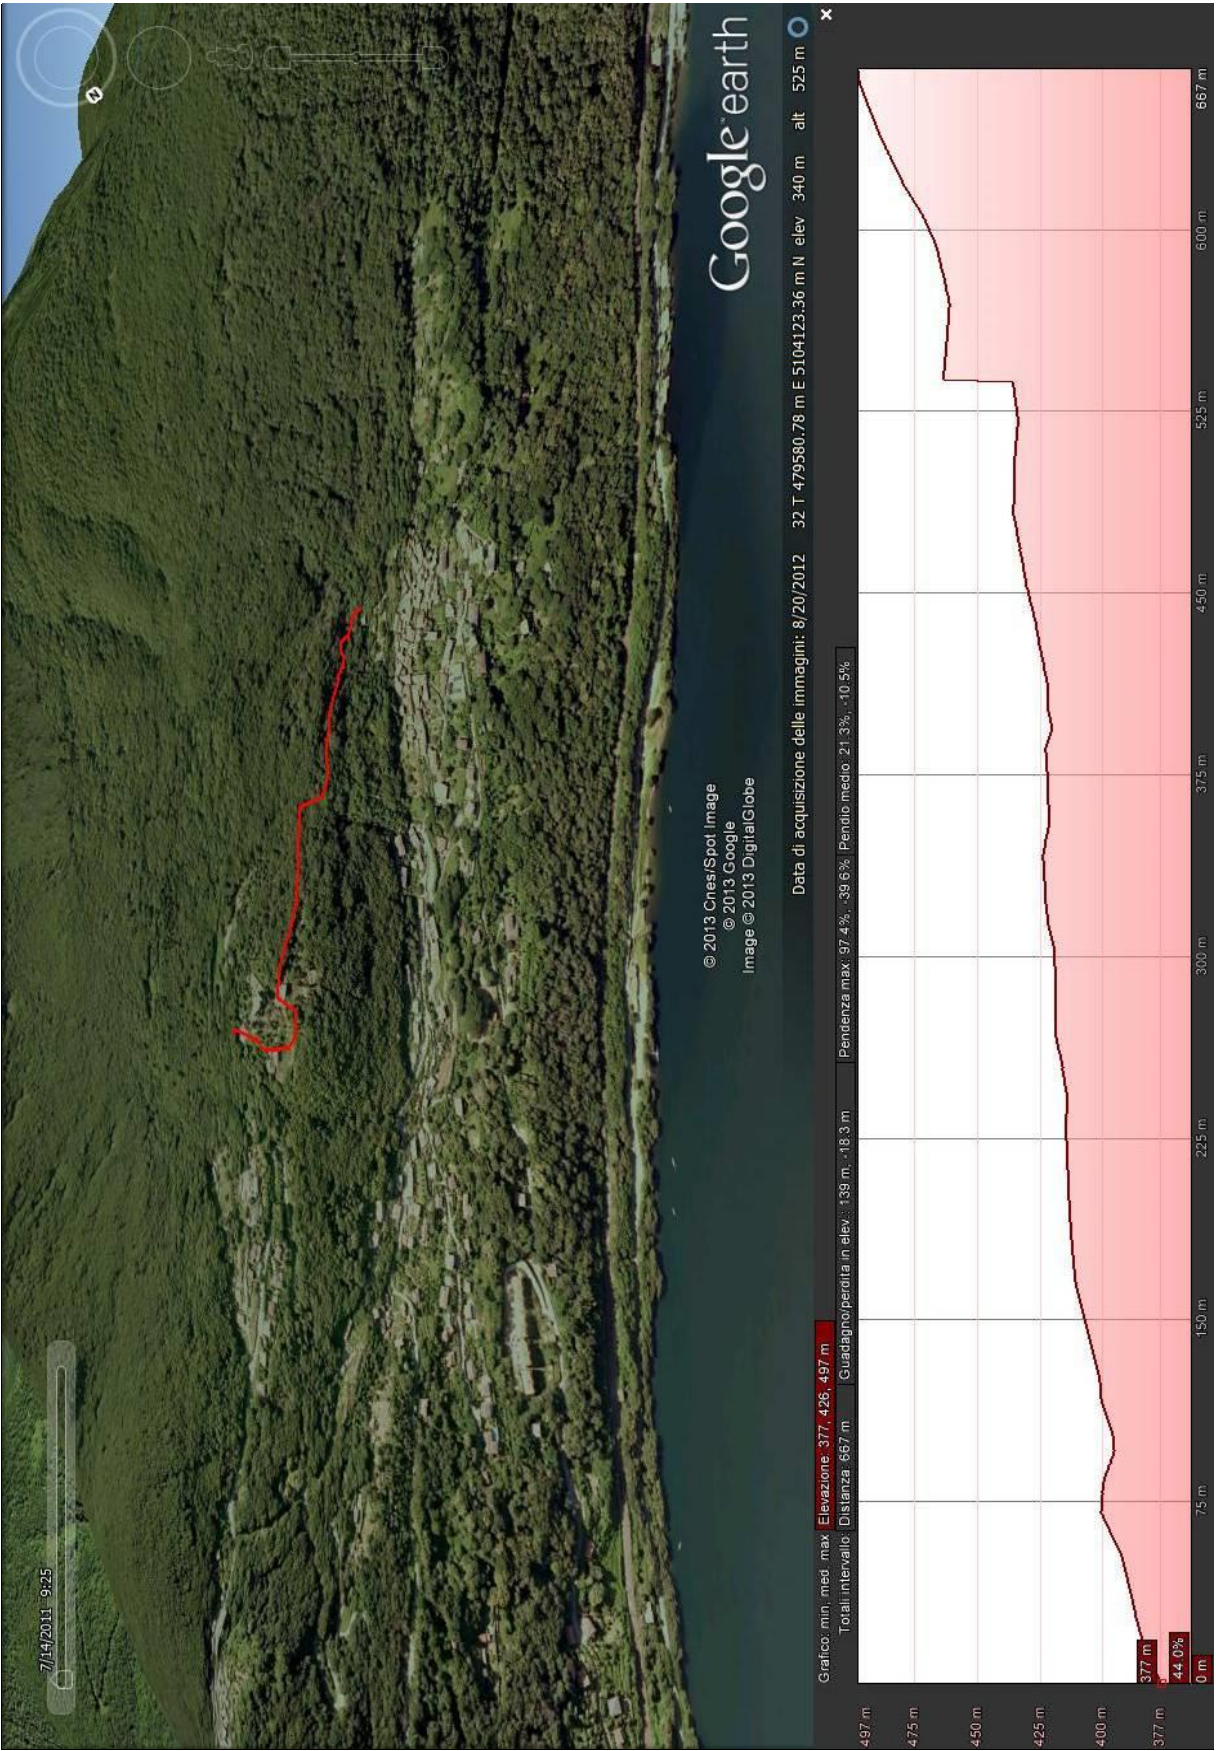 7/14/2011 9:25
N
© 2013 Cnes/Spot Image
© 2013 Google
Image © 2013 DigitalGlobe
Google earth
Data di acquisizione delle immagini: 8/20/2012 32 T 479580.78 m E 5104123.36 m N elev 340 m alt 525 m
Grafico: min, med. max Elevazione: 377, 426, 497 m
Totali intervallo: Distanza: 667 m Guadagno/perdita in elev.: 139 m, -18.3 m Pendenza max: 97.4%, -39.6% Pendio medio: 21.3%, -10.5%
497 m
475 m
450 m
425 m
400 m
377 m
377 m
44.0%
0 m 75 m 150 m 225 m 300 m 375 m 450 m 525 m 600 m 667 m